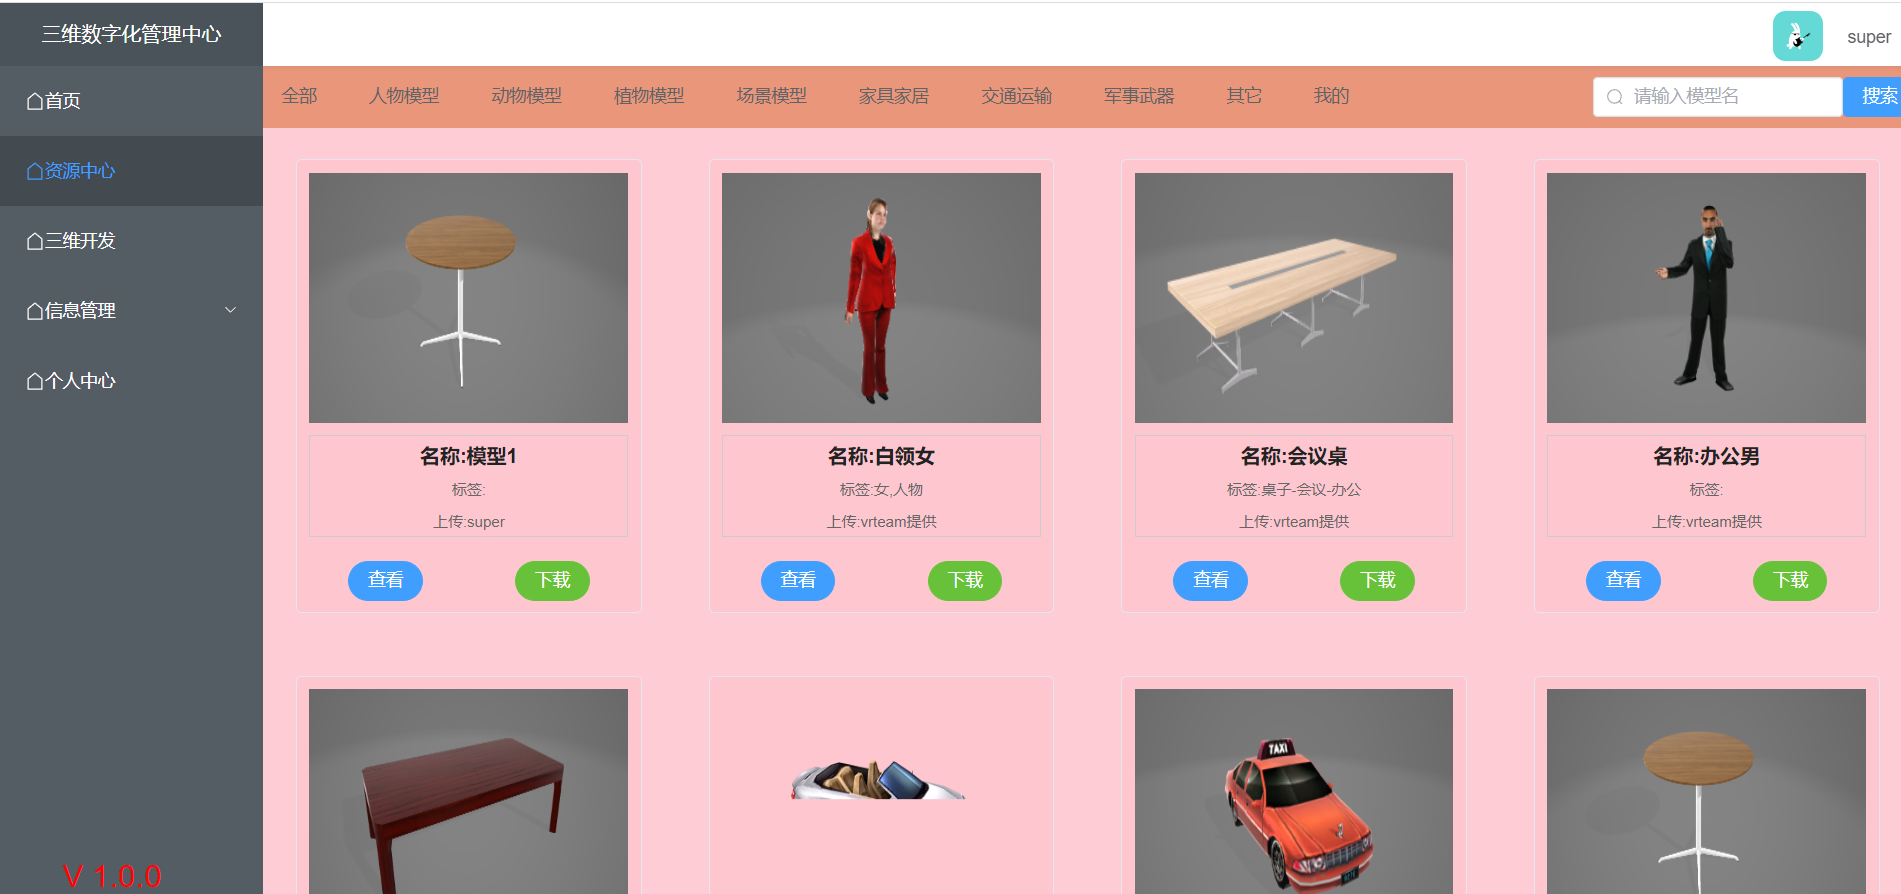 三维数字化管理中心
super
首页
资源中心
三维开发
信息管理
个人中心
V 1.0.0
全部 人物模型 动物模型 植物模型 场景模型 家具家居 交通运输 军事武器 其它 我的
请输入模型名 搜索
名称:模型1
标签:
上传:super
查看 下载
名称:白领女
标签:女,人物
上传:vrteam提供
查看 下载
名称:会议桌
标签:桌子-会议-办公
上传:vrteam提供
查看 下载
名称:办公男
标签:
上传:vrteam提供
查看 下载
TAXI